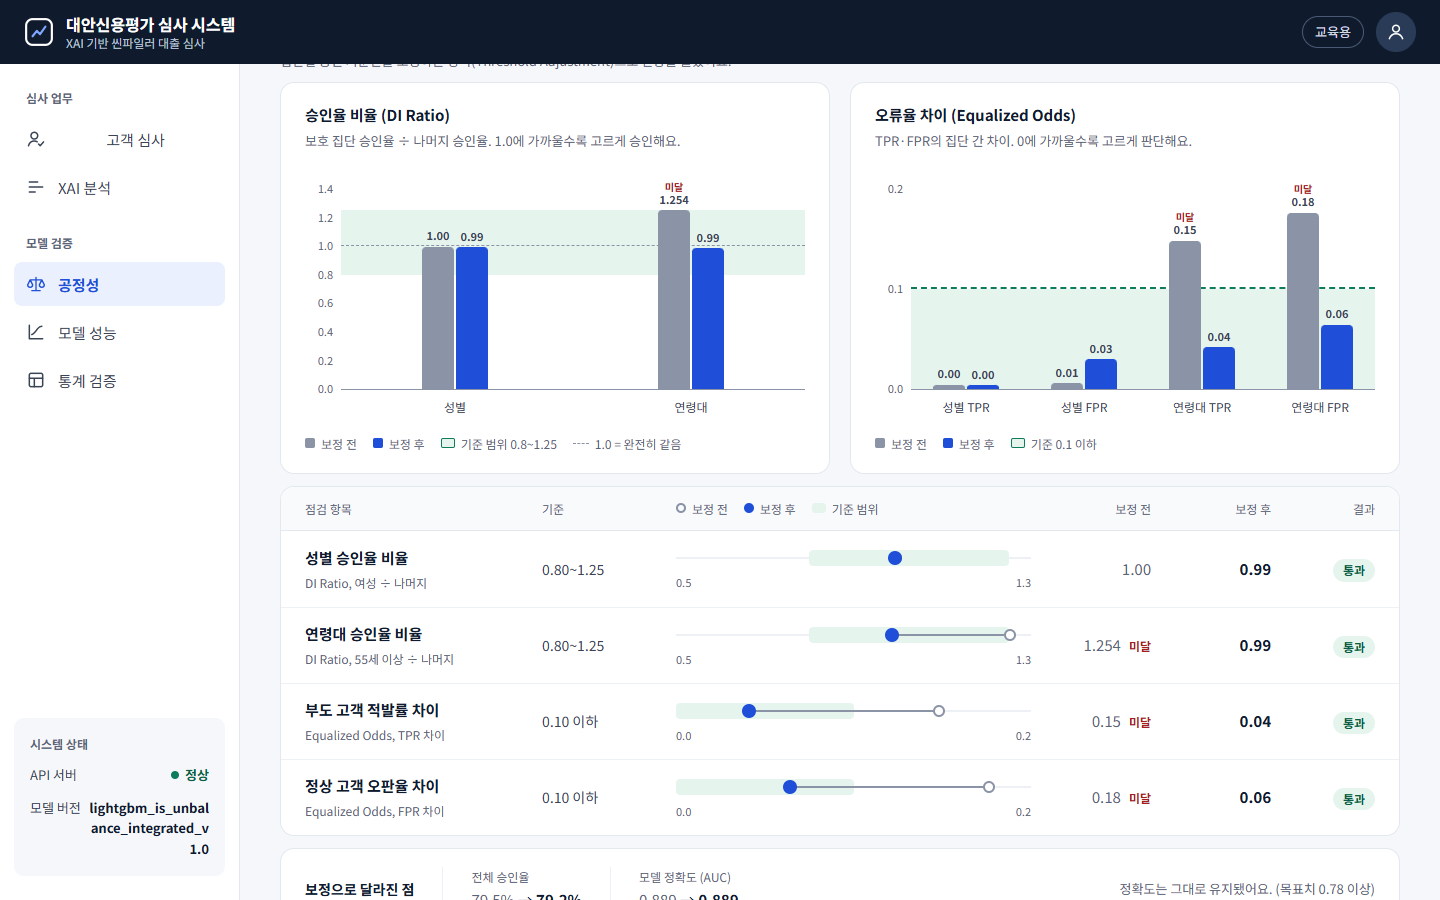 대안신용평가 심사 시스템
XAI 기반 씬파일러 대출 심사
교육용
심사 업무
고객 심사
XAI 분석
모델 검증
공정성
모델 성능
통계 검증
시스템 상태
API 서버
정상
모델 버전
lightgbm_is_unbal
ance_integrated_v
1.0
승인율 비율 (DI Ratio)
보호 집단 승인율 ÷ 나머지 승인율. 1.0에 가까울수록 고르게 승인해요.
1.4
1.2
1.0
0.8
0.6
0.4
0.2
0.0
1.00 0.99
미달
1.254
0.99
성별
연령대
보정 전 보정 후 기준 범위 0.8~1.25 1.0 = 완전히 같음
오류율 차이 (Equalized Odds)
TPR·FPR의 집단 간 차이. 0에 가까울수록 고르게 판단해요.
0.2
0.1
0.0
0.00 0.00
0.01
0.03
미달
0.15
0.04
미달
0.18
0.06
성별 TPR
성별 FPR
연령대 TPR
연령대 FPR
보정 전 보정 후 기준 0.1 이하
점검 항목 기준 보정 전 보정 후 기준 범위 보정 전 보정 후 결과
성별 승인율 비율
DI Ratio, 여성 ÷ 나머지
0.80~1.25
0.5 1.3
1.00 0.99 통과
연령대 승인율 비율
DI Ratio, 55세 이상 ÷ 나머지
0.80~1.25
0.5 1.3
1.254 미달 0.99 통과
부도 고객 적발률 차이
Equalized Odds, TPR 차이
0.10 이하
0.0 0.2
0.15 미달 0.04 통과
정상 고객 오판율 차이
Equalized Odds, FPR 차이
0.10 이하
0.0 0.2
0.18 미달 0.06 통과
보정으로 달라진 점
전체 승인율
79.5% → 79.2%
모델 정확도 (AUC)
0.889 → 0.889
정확도는 그대로 유지됐어요. (목표치 0.78 이상)